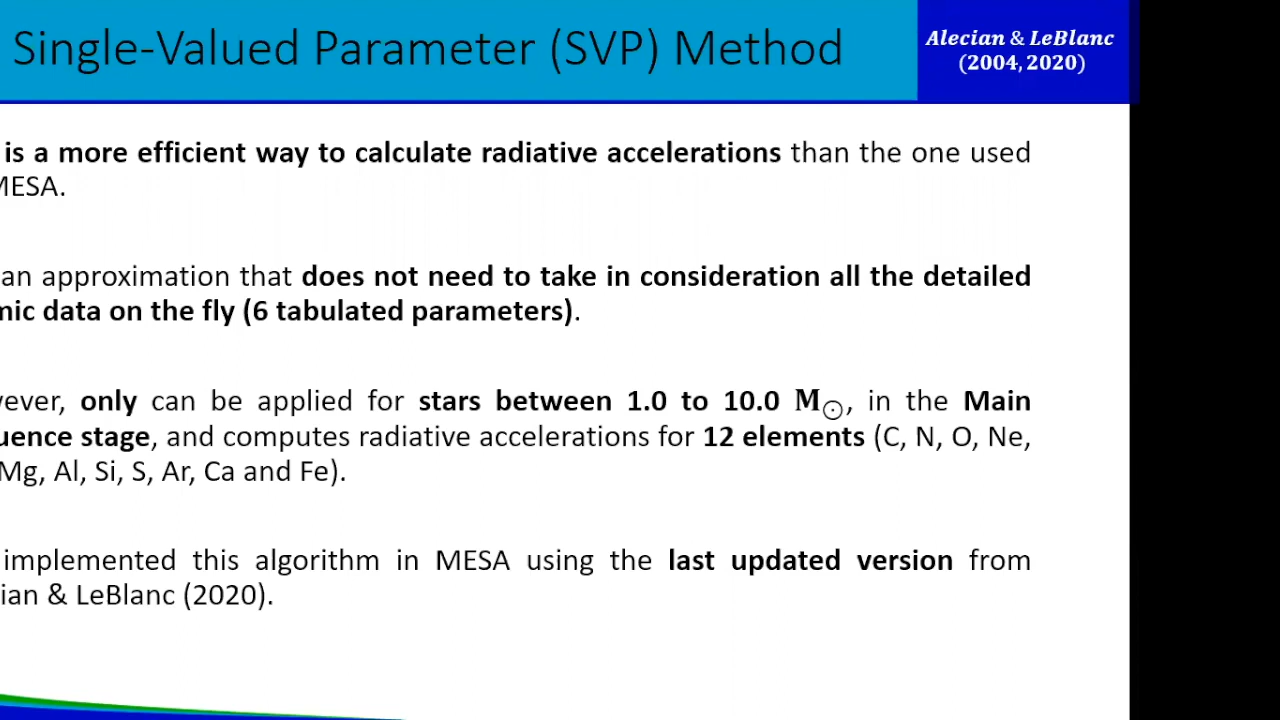 Single-Valued Parameter (SVP) Method
Alecian & LeBlanc
(2004, 2020)
is a more efficient way to calculate radiative accelerations than the one used
MESA.
an approximation that does not need to take in consideration all the detailed
mic data on the fly (6 tabulated parameters).
ever, only can be applied for stars between 1.0 to 10.0 M☉, in the Main
uence stage, and computes radiative accelerations for 12 elements (C, N, O, Ne,
Mg, Al, Si, S, Ar, Ca and Fe).
implemented this algorithm in MESA using the last updated version from
ian & LeBlanc (2020).